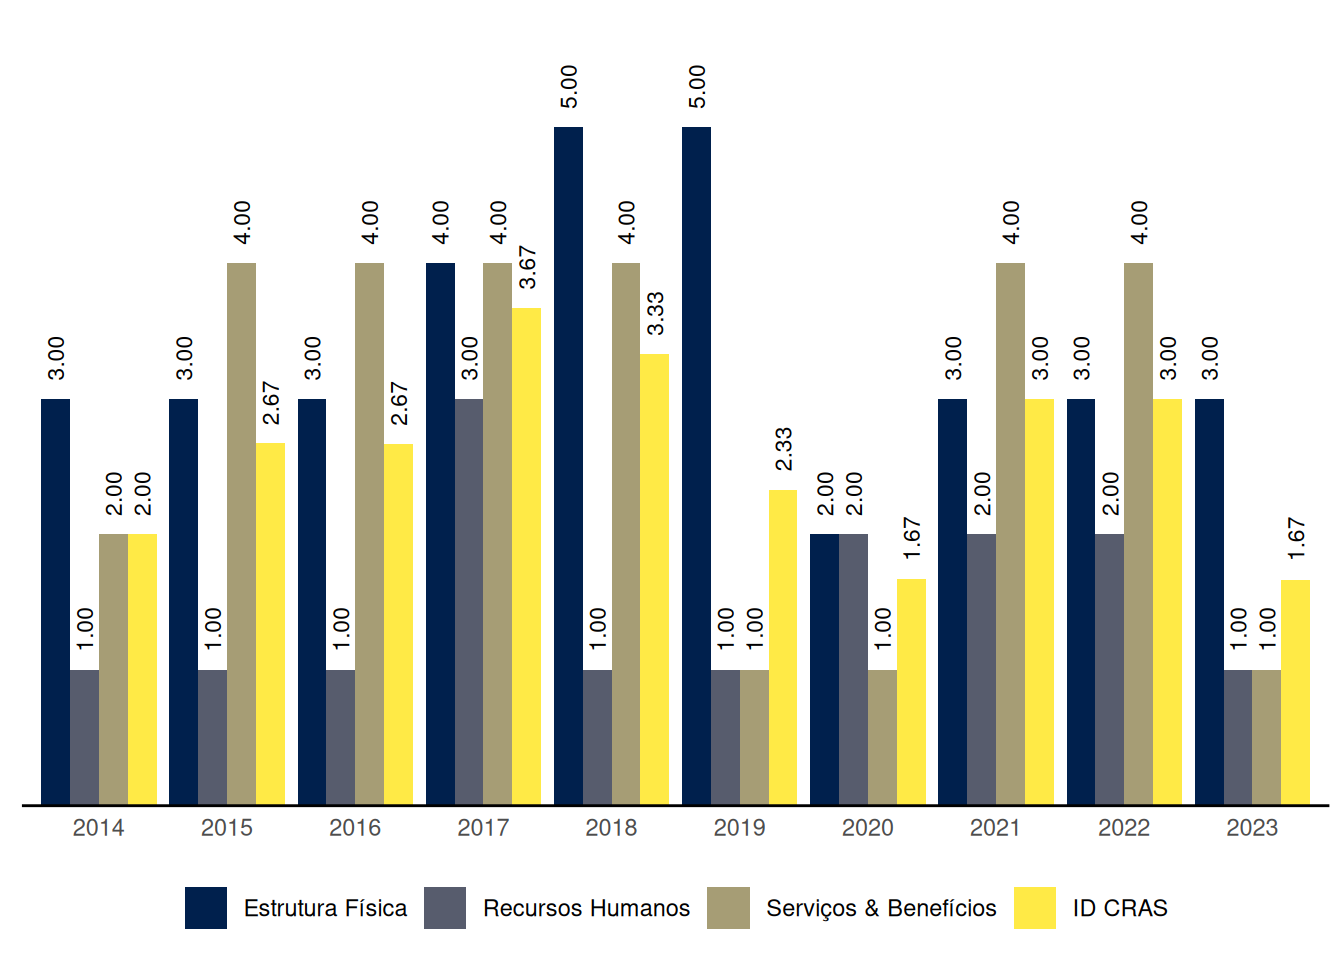 5.00 5.00
4.00 4.00 4.00 4.00 4.00 4.00 4.00
3.67
3.33
3.00 3.00 3.00 3.00 3.00 3.00 3.00 3.00 3.00
2.67 2.67
2.33
2.00 2.00 2.00 2.00 2.00 2.00
1.67 1.67
1.00 1.00 1.00 1.00 1.00 1.00 1.00 1.00 1.00
2014 2015 2016 2017 2018 2019 2020 2021 2022 2023
Estrutura Física Recursos Humanos Serviços & Benefícios ID CRAS